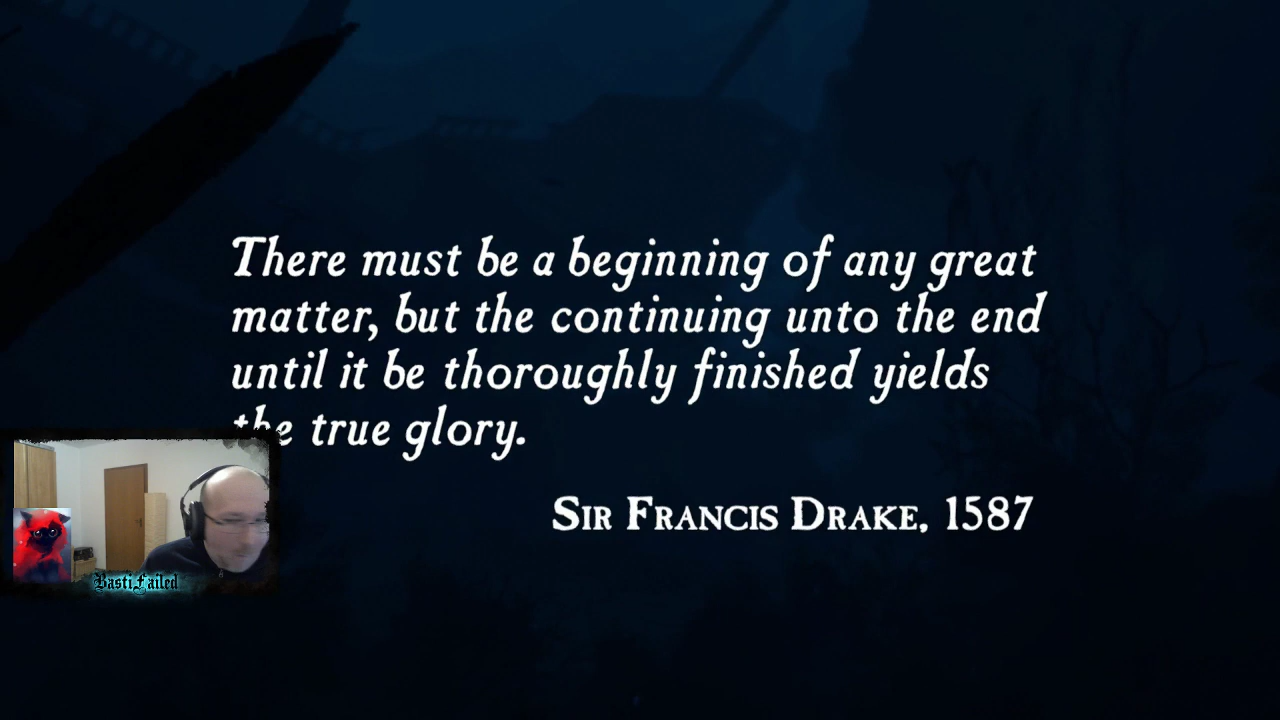 There must be a beginning of any great
matter, but the continuing unto the end
until it be thoroughly finished yields
the true glory.
Sir Francis Drake, 1587
BastiFailed